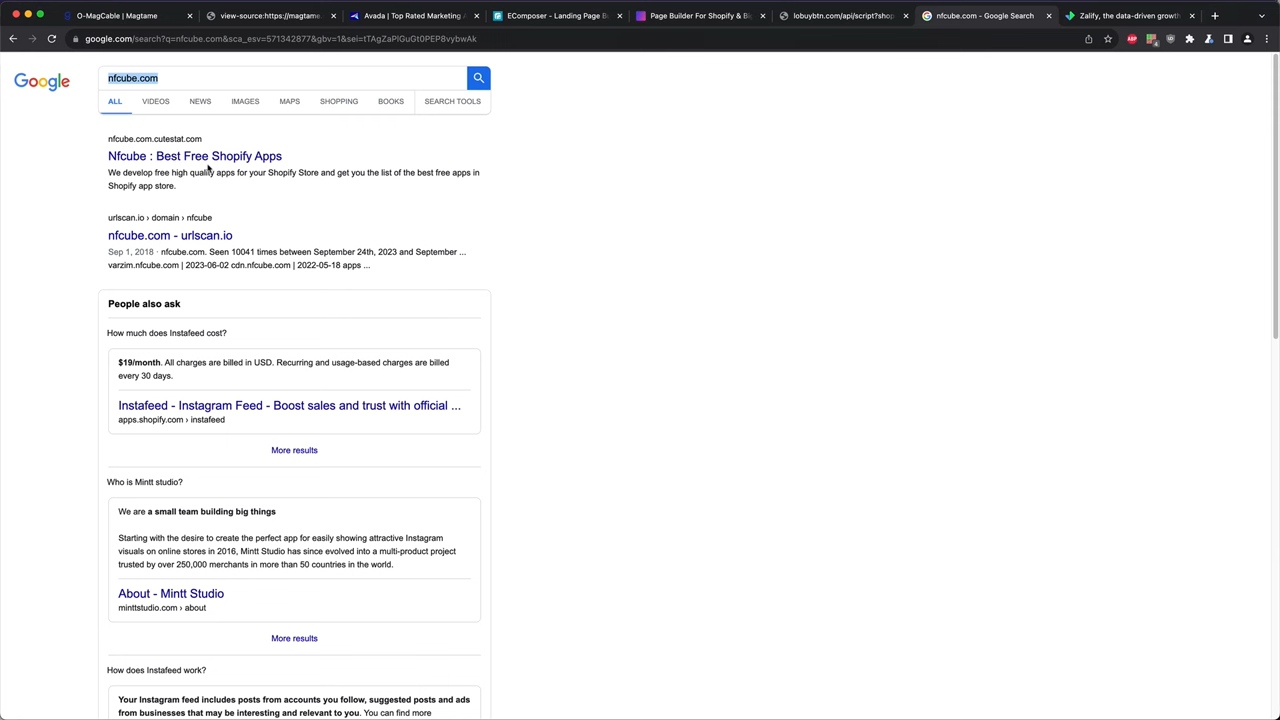 O-MagCable | Magtame
view-source:https://magtame
Avada | Top Rated Marketing A
EComposer - Landing Page B
Page Builder For Shopify & Big
lobuybtn.com/api/script?shop
nfcube.com - Google Search
Zalify, the data-driven growth
google.com/search?q=nfcube.com&sca_esv=571342877&gbv=1&sei=tTAgZaPlGuGt0PEP8vybwAk
ABP
Google
nfcube.com
ALL VIDEOS NEWS IMAGES MAPS SHOPPING BOOKS SEARCH TOOLS
nfcube.com.cutestat.com
Nfcube : Best Free Shopify Apps
We develop free high quality apps for your Shopify Store and get you the list of the best free apps in
Shopify app store.
urlscan.io › domain › nfcube
nfcube.com - urlscan.io
Sep 1, 2018 · nfcube.com. Seen 10041 times between September 24th, 2023 and September ...
varzim.nfcube.com | 2023-06-02 cdn.nfcube.com | 2022-05-18 apps ...
People also ask
How much does Instafeed cost?
$19/month. All charges are billed in USD. Recurring and usage-based charges are billed
every 30 days.
Instafeed - Instagram Feed - Boost sales and trust with official ...
apps.shopify.com › instafeed
More results
Who is Mintt studio?
We are a small team building big things
Starting with the desire to create the perfect app for easily showing attractive Instagram
visuals on online stores in 2016, Mintt Studio has since evolved into a multi-product project
trusted by over 250,000 merchants in more than 50 countries in the world.
About - Mintt Studio
minttstudio.com › about
More results
How does Instafeed work?
Your Instagram feed includes posts from accounts you follow, suggested posts and ads
from businesses that may be interesting and relevant to you. You can find more